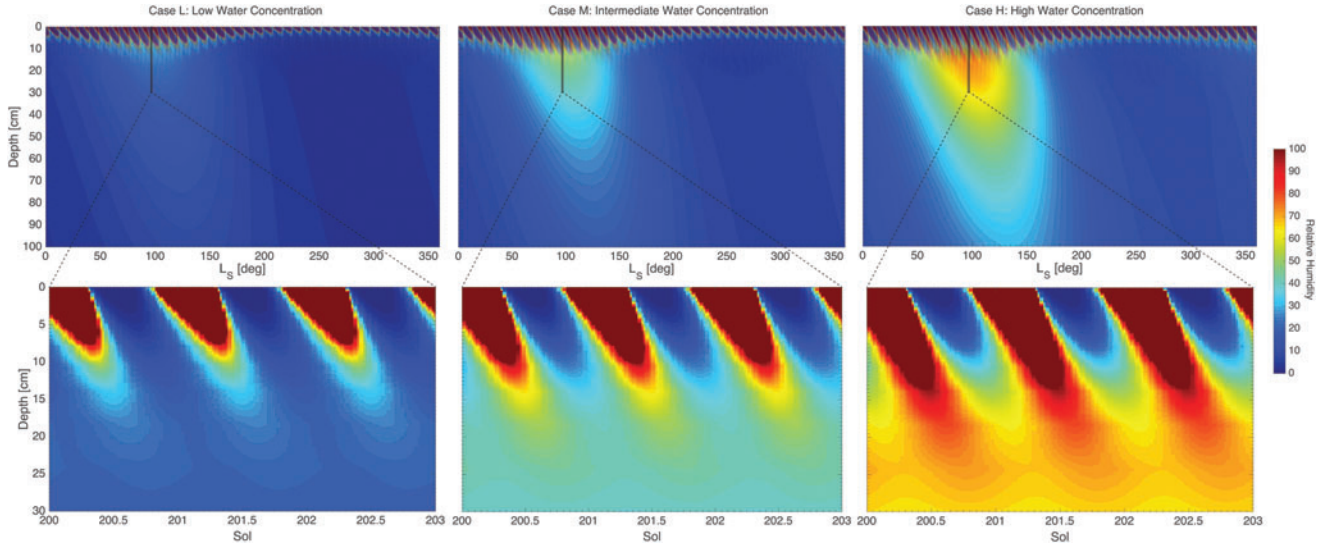 Case L: Low Water Concentration
Case M: Intermediate Water Concentration
Case H: High Water Concentration
Depth [cm]
0
10
20
30
40
50
60
70
80
90
100
0 50 100 150 200 250 300 350
L_S [deg]
0 50 100 150 200 250 300 350
L_S [deg]
0 50 100 150 200 250 300 350
L_S [deg]
Relative Humidity
100
90
80
70
60
50
40
30
20
10
0
Depth [cm]
0
5
10
15
20
25
30
200 200.5 201 201.5 202 202.5 203
Sol
200 200.5 201 201.5 202 202.5 203
Sol
200 200.5 201 201.5 202 202.5 203
Sol